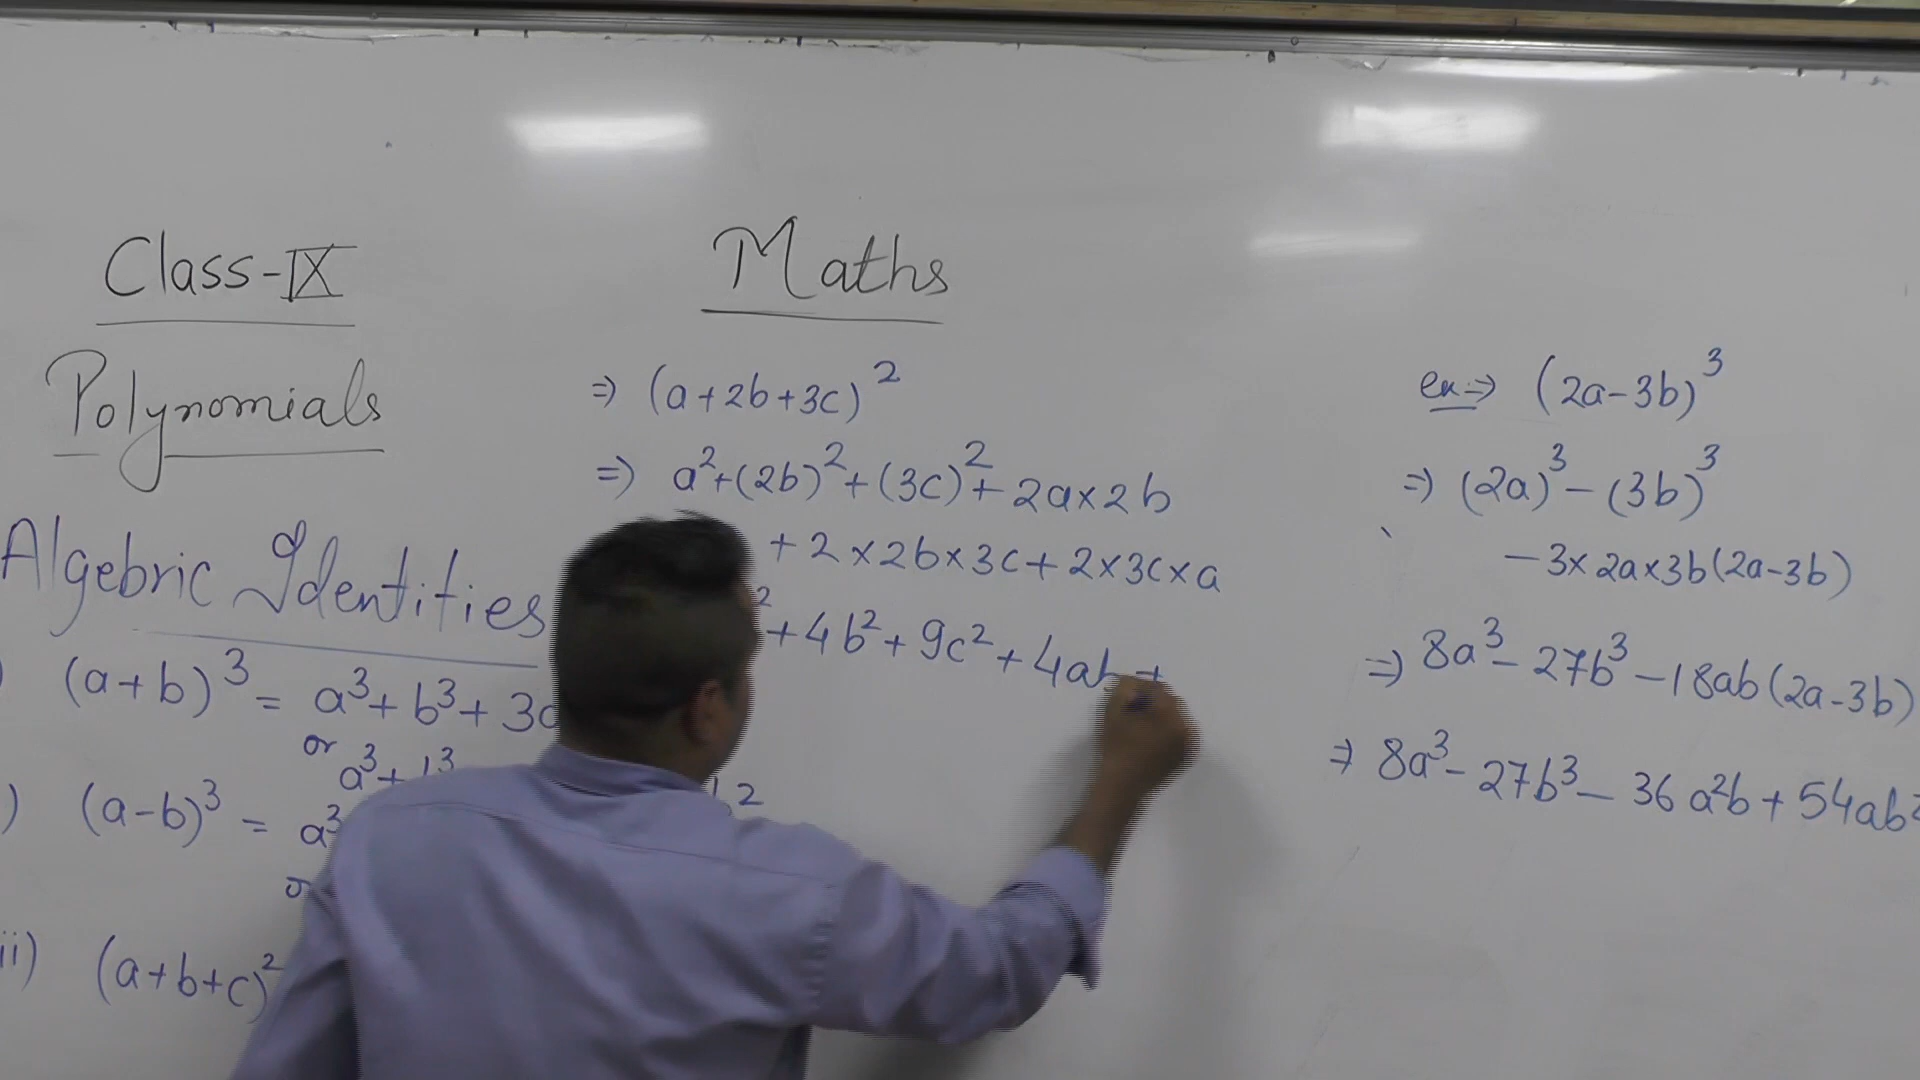 Class-IX
Polynomials
Algebric Identities
(a+b)³ = a³+b³+3
or a³+
(a-b)³ = a³
ii) (a+b+c)²
Maths
⇒ (a+2b+3c)²
⇒ a²+(2b)²+(3c)²+2a×2b
+2×2b×3c+2×3c×a
²+4b²+9c²+4ab+
ex⇒ (2a-3b)³
⇒ (2a)³-(3b)³
-3×2a×3b(2a-3b)
⇒ 8a³-27b³-18ab(2a-3b)
⇒ 8a³-27b³-36a²b+54ab²